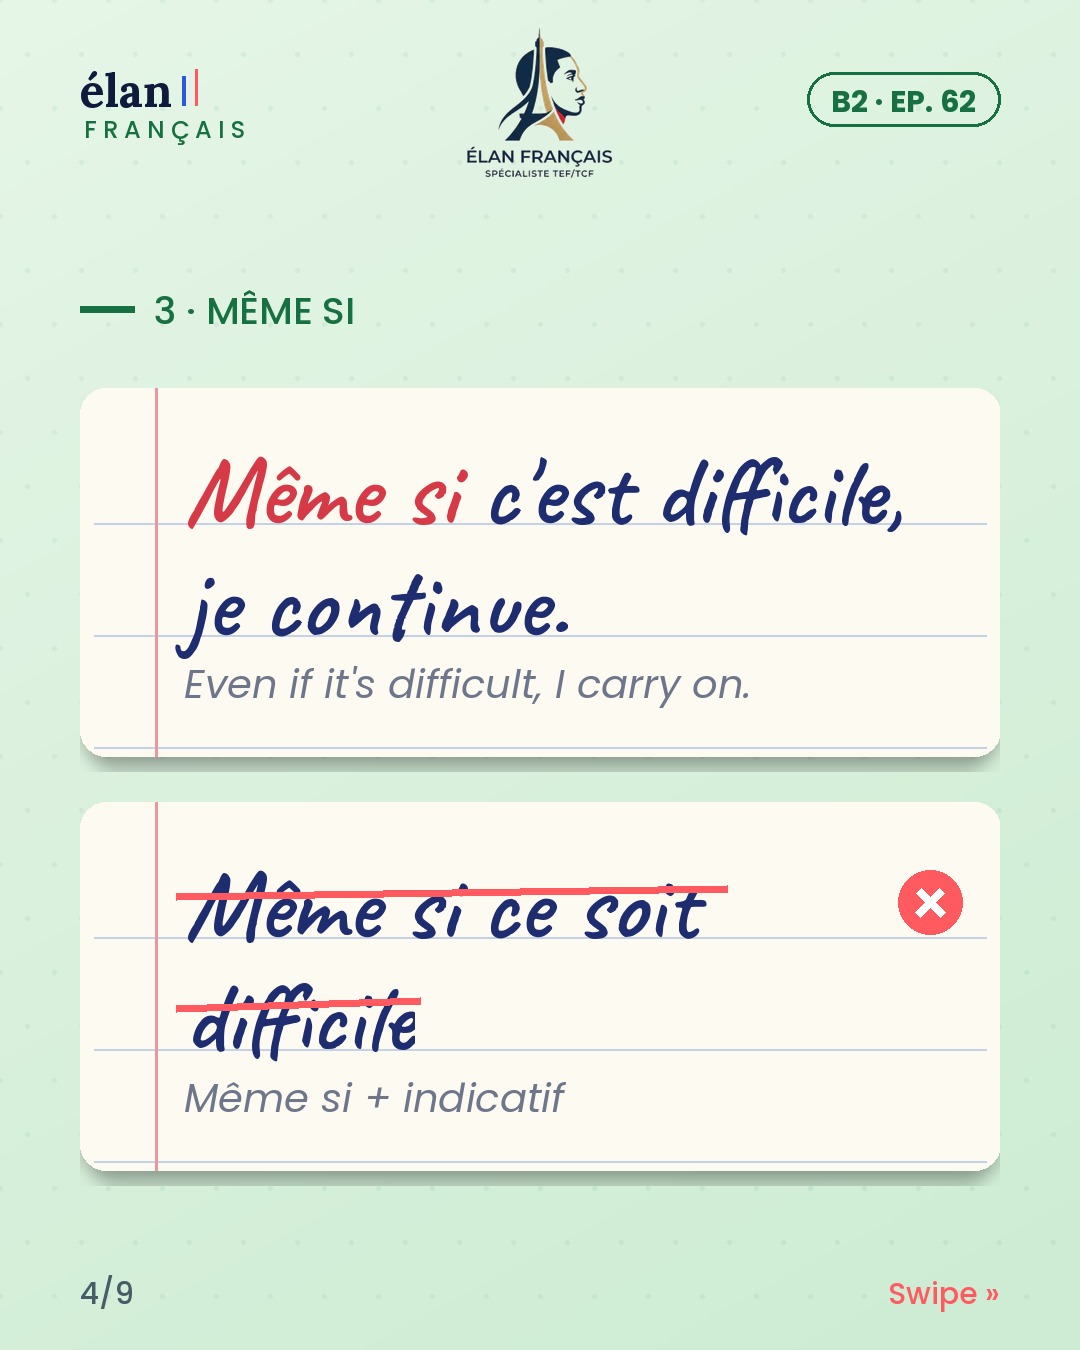 élan
FRANÇAIS
ÉLAN FRANÇAIS
SPÉCIALISTE TEF/TCF
B2 · EP. 62
3 · MÊME SI
Même si c'est difficile,
je continue.
Even if it's difficult, I carry on.
Même si ce soit
difficile
Même si + indicatif
4/9
Swipe »